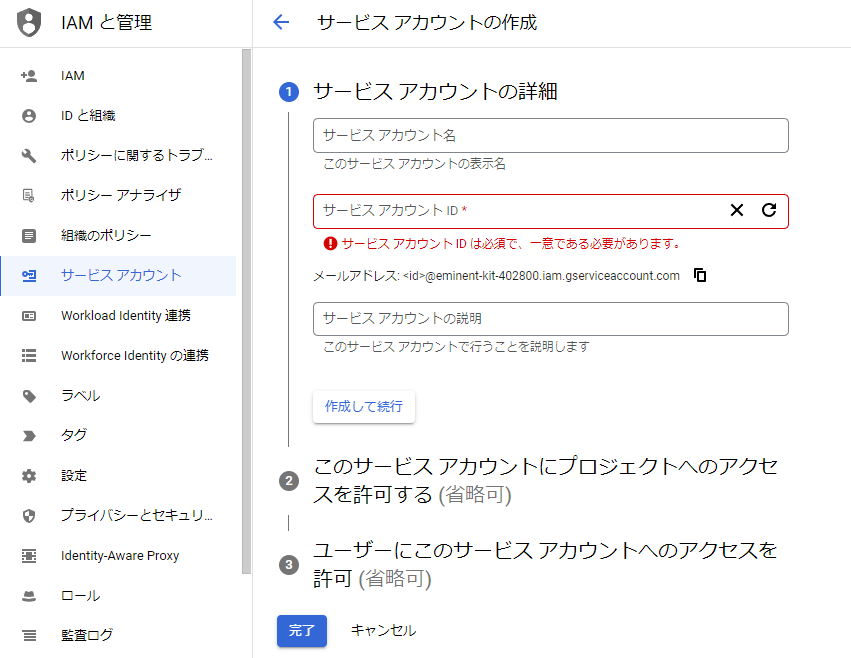 IAM と管理
IAM
ID と組織
ポリシーに関するトラブ...
ポリシー アナライザ
組織のポリシー
サービス アカウント
Workload Identity 連携
Workforce Identity の連携
ラベル
タグ
設定
プライバシーとセキュリ...
Identity-Aware Proxy
ロール
監査ログ
サービス アカウントの作成
1 サービス アカウントの詳細
サービス アカウント名
このサービス アカウントの表示名
サービス アカウント ID *
サービス アカウント ID は必須で、一意である必要があります。
メールアドレス: <id>@eminent-kit-402800.iam.gserviceaccount.com
サービス アカウントの説明
このサービス アカウントで行うことを説明します
作成して続行
2 このサービス アカウントにプロジェクトへのアクセ
スを許可する (省略可)
3 ユーザーにこのサービス アカウントへのアクセスを
許可 (省略可)
完了 キャンセル